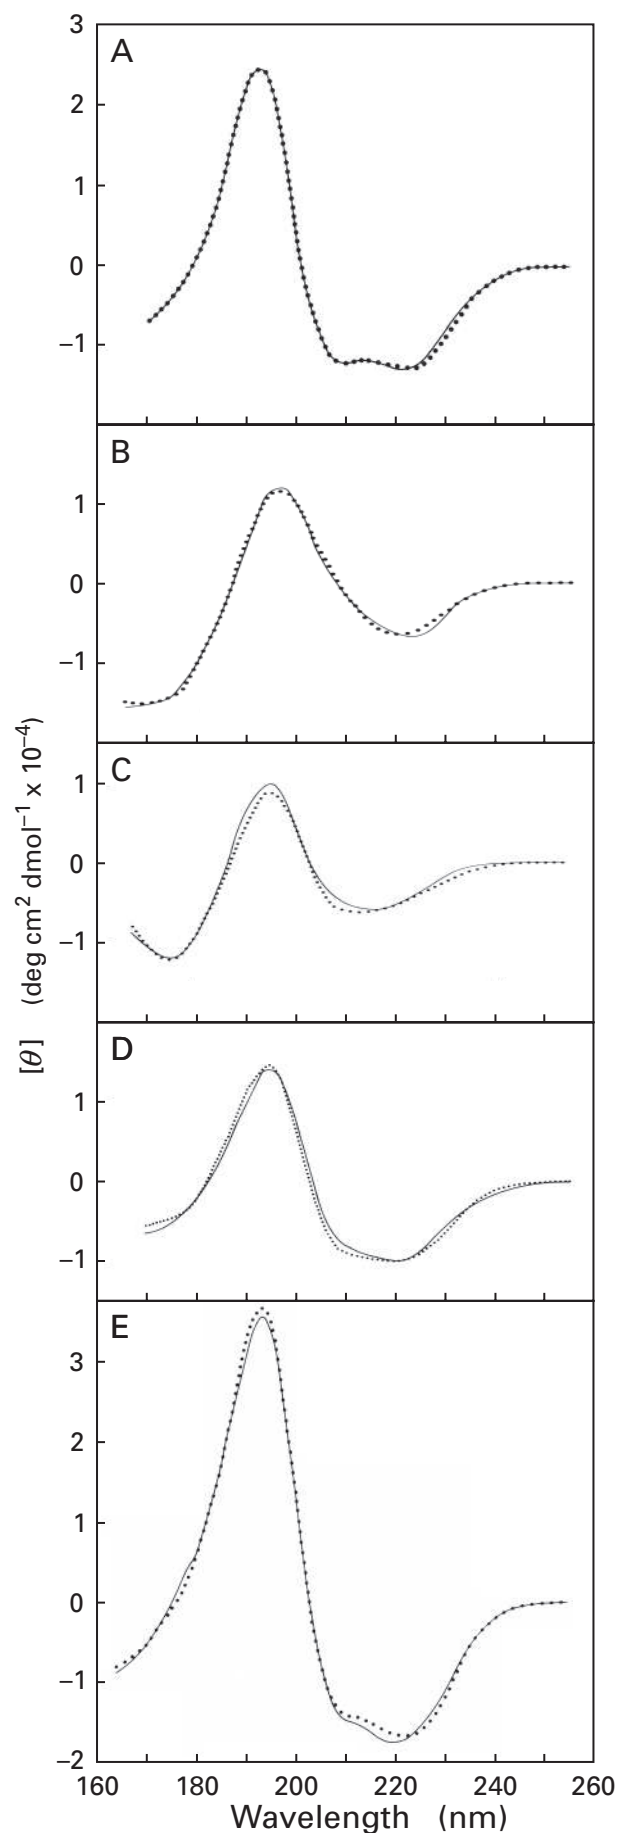 A
3
2
1
0
–1
B
1
0
–1
C
1
0
–1
D
1
0
–1
E
3
2
1
0
–1
–2
[θ] (deg cm² dmol⁻¹ x 10⁻⁴)
160 180 200 220 240 260
Wavelength (nm)